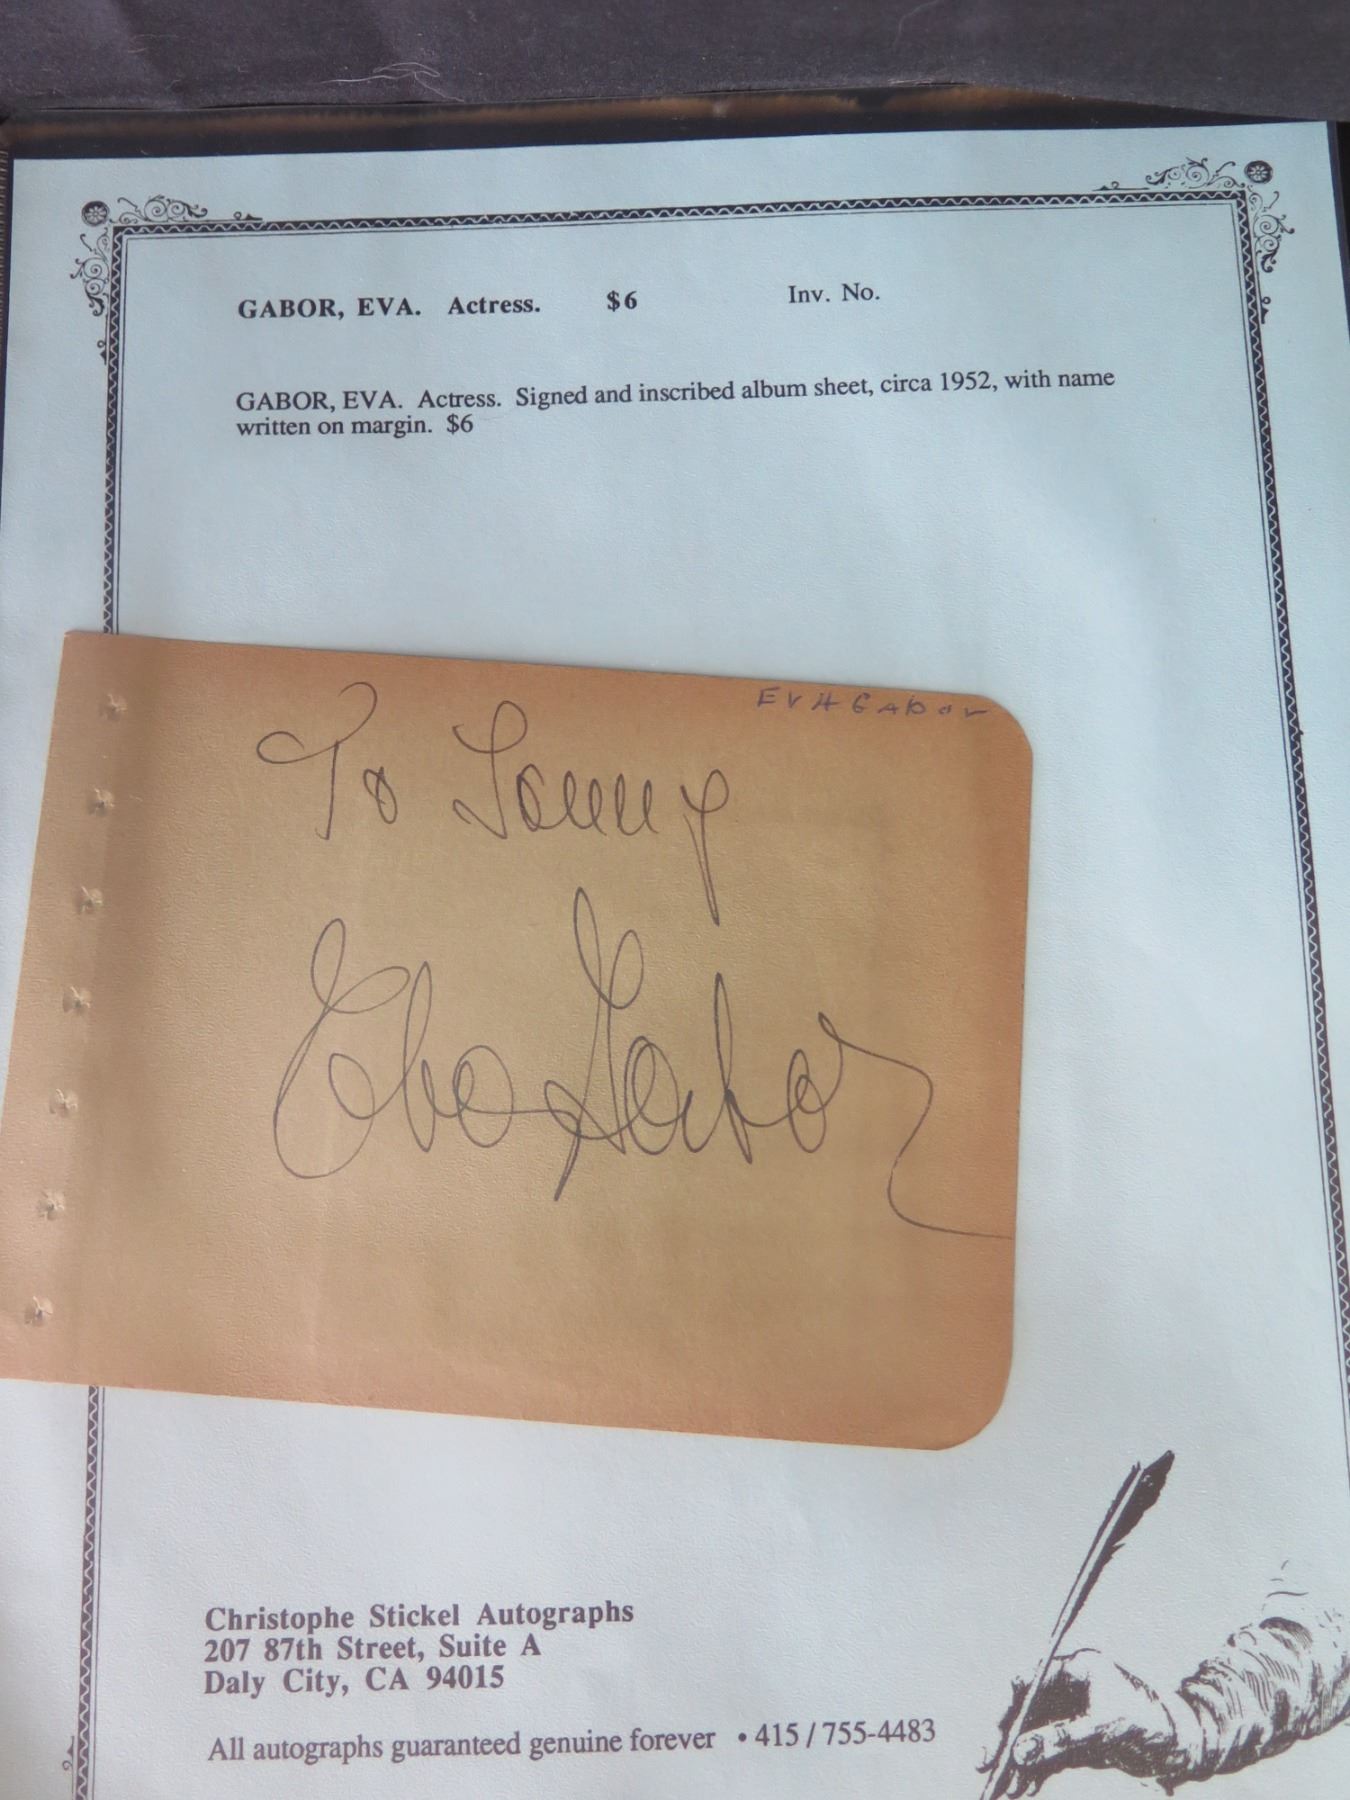 GABOR, EVA. Actress. $6 Inv. No.
GABOR, EVA. Actress. Signed and inscribed album sheet, circa 1952, with name
written on margin. $6
EVA GAbor
To Sonny
Eva Gabor
Christophe Stickel Autographs
207 87th Street, Suite A
Daly City, CA 94015
All autographs guaranteed genuine forever • 415/755-4483